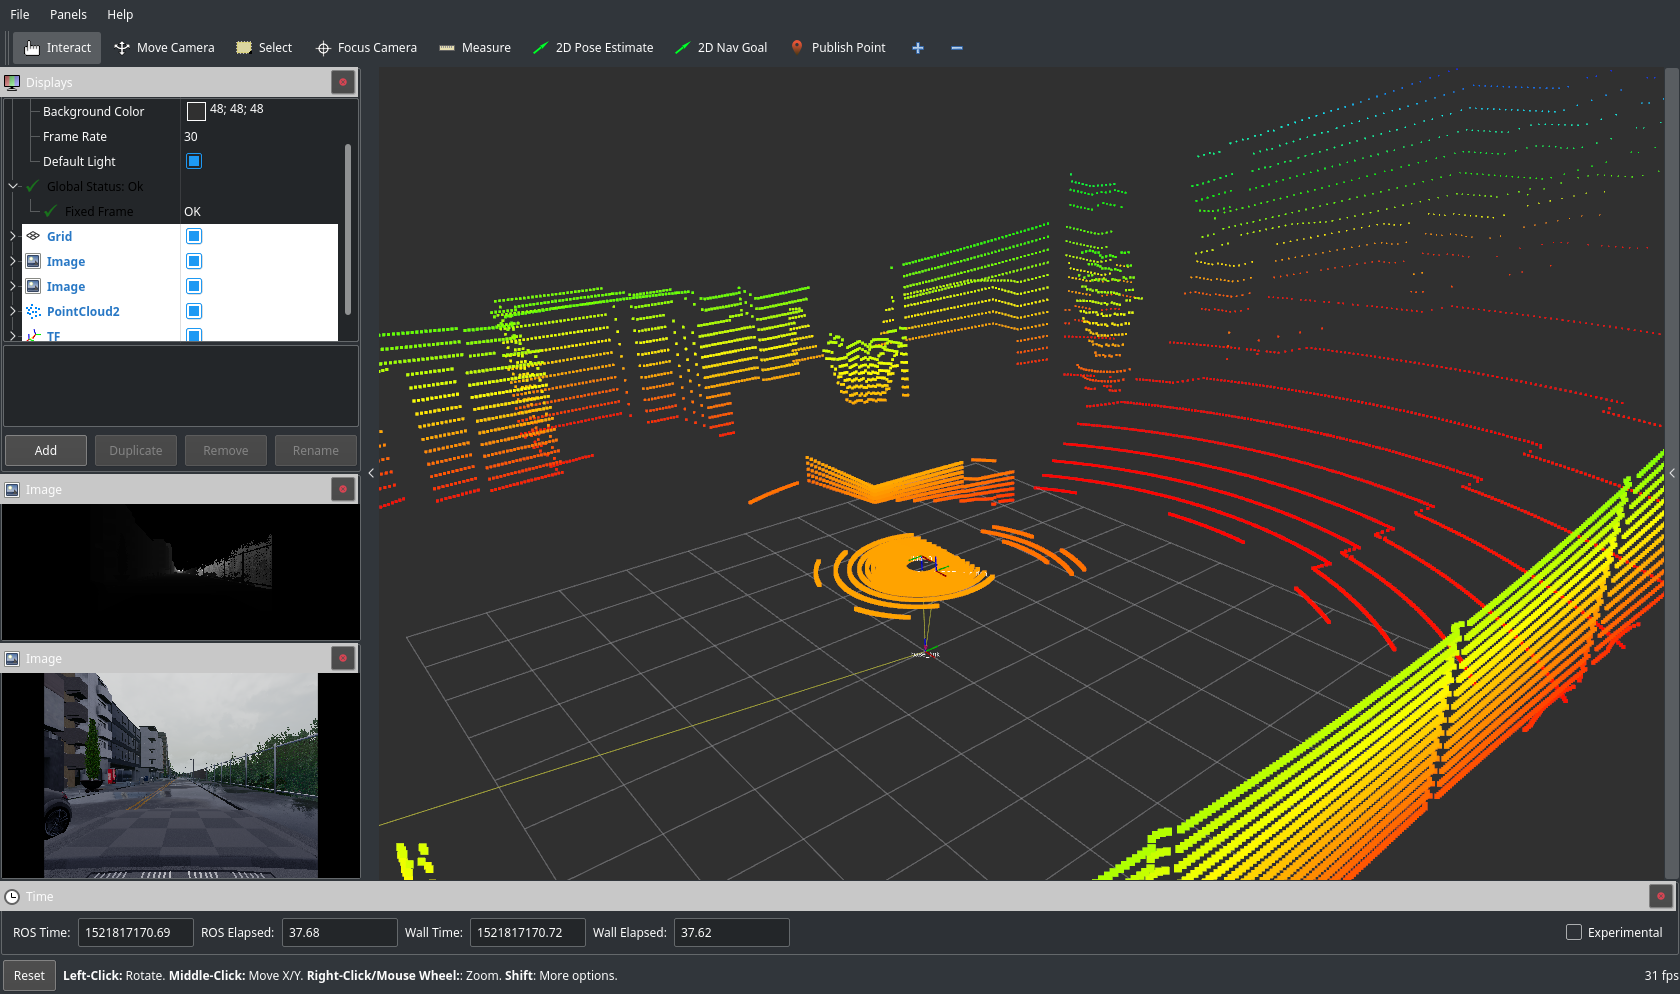 File Panels Help
Interact Move Camera Select Focus Camera Measure 2D Pose Estimate 2D Nav Goal Publish Point
Displays
Background Color 48; 48; 48
Frame Rate 30
Default Light
Global Status: Ok
Fixed Frame OK
Grid
Image
Image
PointCloud2
TF
Add Duplicate Remove Rename
Image
Image
Time
ROS Time: 1521817170.69 ROS Elapsed: 37.68 Wall Time: 1521817170.72 Wall Elapsed: 37.62 Experimental
Reset Left-Click: Rotate. Middle-Click: Move X/Y. Right-Click/Mouse Wheel:: Zoom. Shift: More options. 31 fps